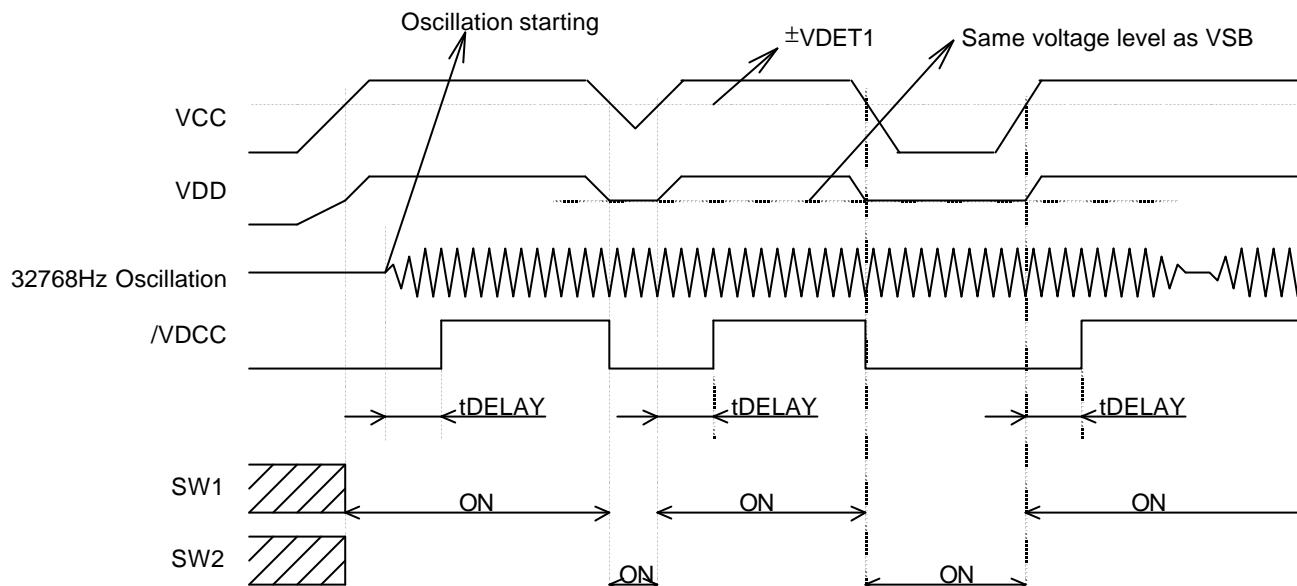 Oscillation starting
±VDET1
Same voltage level as VSB
VCC
VDD
32768Hz Oscillation
/VDCC
tDELAY tDELAY tDELAY
SW1
ON ON ON
SW2
ON ON